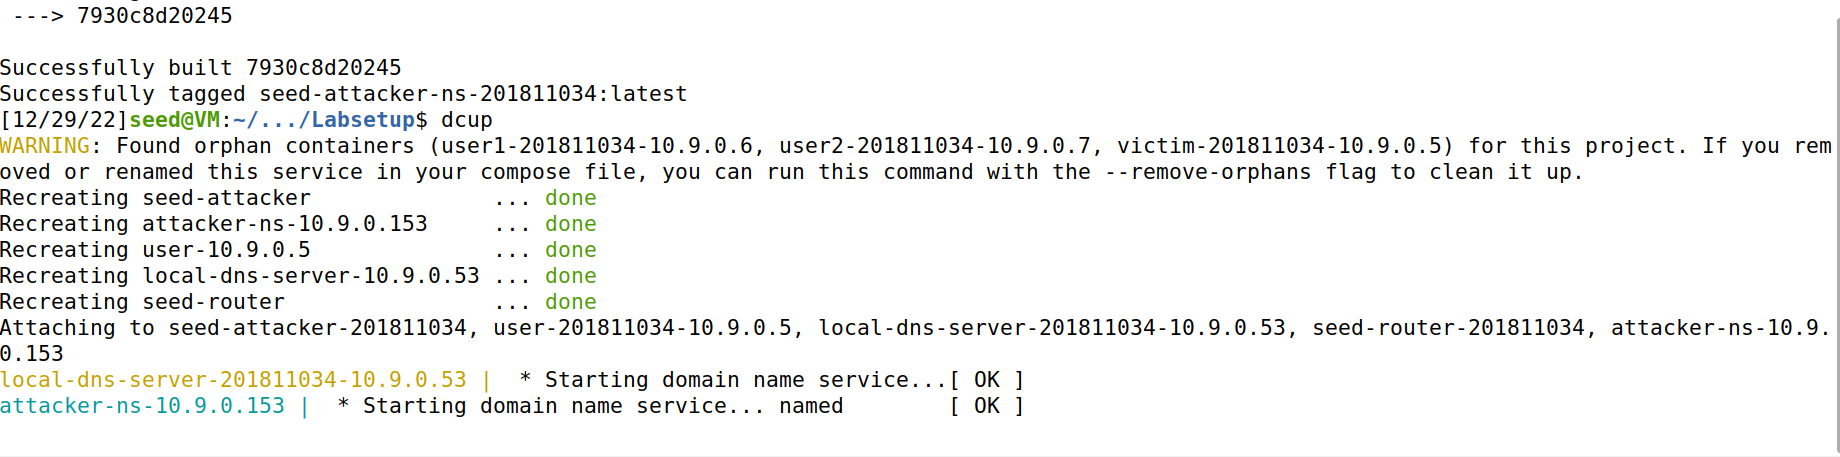 ---> 7930c8d20245
Successfully built 7930c8d20245
Successfully tagged seed-attacker-ns-201811034:latest
[12/29/22]seed@VM:~/.../Labsetup$ dcup
WARNING: Found orphan containers (user1-201811034-10.9.0.6, user2-201811034-10.9.0.7, victim-201811034-10.9.0.5) for this project. If you rem
oved or renamed this service in your compose file, you can run this command with the --remove-orphans flag to clean it up.
Recreating seed-attacker              ... done
Recreating attacker-ns-10.9.0.153     ... done
Recreating user-10.9.0.5              ... done
Recreating local-dns-server-10.9.0.53 ... done
Recreating seed-router                ... done
Attaching to seed-attacker-201811034, user-201811034-10.9.0.5, local-dns-server-201811034-10.9.0.53, seed-router-201811034, attacker-ns-10.9.
0.153
local-dns-server-201811034-10.9.0.53 |  * Starting domain name service...[ OK ]
attacker-ns-10.9.0.153 |  * Starting domain name service... named        [ OK ]